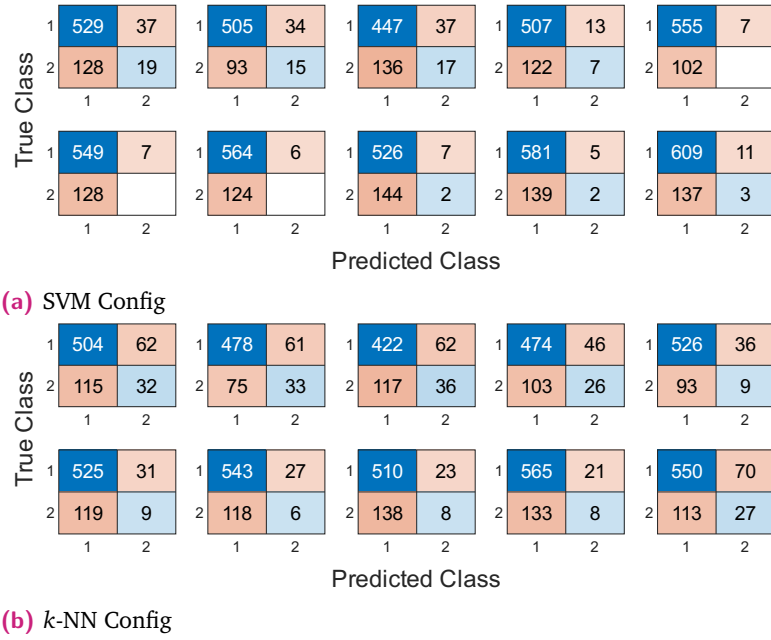 1 529 37 1 505 34 1 447 37 1 507 13 1 555 7
2 128 19 2 93 15 2 136 17 2 122 7 2 102
1 2 1 2 1 2 1 2 1 2
True Class
1 549 7 1 564 6 1 526 7 1 581 5 1 609 11
2 128 2 124 2 144 2 2 139 2 2 137 3
1 2 1 2 1 2 1 2 1 2
Predicted Class
(a) SVM Config
1 504 62 1 478 61 1 422 62 1 474 46 1 526 36
2 115 32 2 75 33 2 117 36 2 103 26 2 93 9
1 2 1 2 1 2 1 2 1 2
True Class
1 525 31 1 543 27 1 510 23 1 565 21 1 550 70
2 119 9 2 118 6 2 138 8 2 133 8 2 113 27
1 2 1 2 1 2 1 2 1 2
Predicted Class
(b) k-NN Config